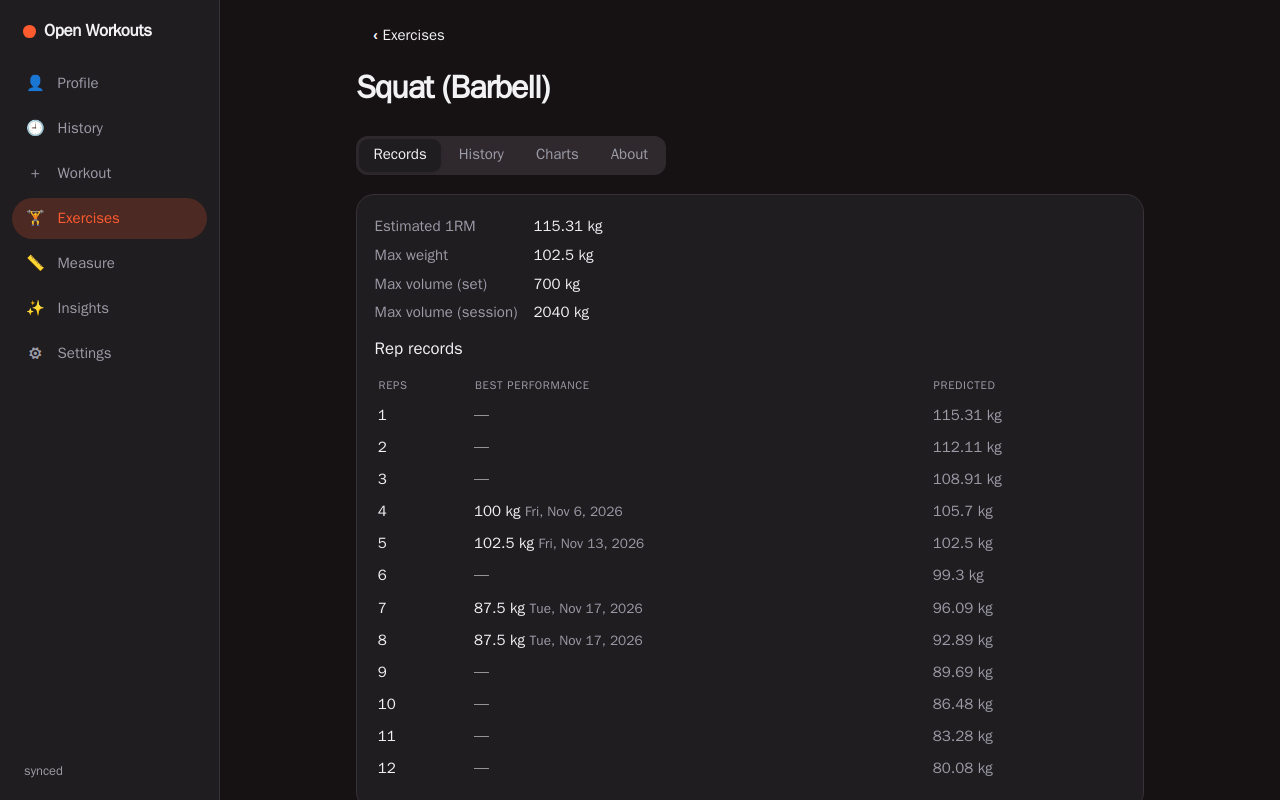 Open Workouts
Profile
History
+ Workout
Exercises
Measure
Insights
Settings
synced
‹ Exercises
Squat (Barbell)
Records History Charts About
Estimated 1RM 115.31 kg
Max weight 102.5 kg
Max volume (set) 700 kg
Max volume (session) 2040 kg
Rep records
REPS BEST PERFORMANCE PREDICTED
1 — 115.31 kg
2 — 112.11 kg
3 — 108.91 kg
4 100 kg Fri, Nov 6, 2026 105.7 kg
5 102.5 kg Fri, Nov 13, 2026 102.5 kg
6 — 99.3 kg
7 87.5 kg Tue, Nov 17, 2026 96.09 kg
8 87.5 kg Tue, Nov 17, 2026 92.89 kg
9 — 89.69 kg
10 — 86.48 kg
11 — 83.28 kg
12 — 80.08 kg